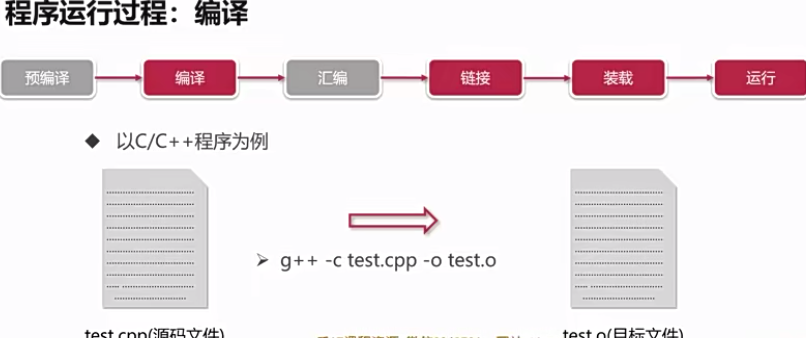 程序运行过程：编译
预编译 编译 汇编 链接 装载 运行
◆ 以C/C++程序为例
➢ g++ -c test.cpp -o test.o
test.cpp(源码文件) test.o(目标文件)